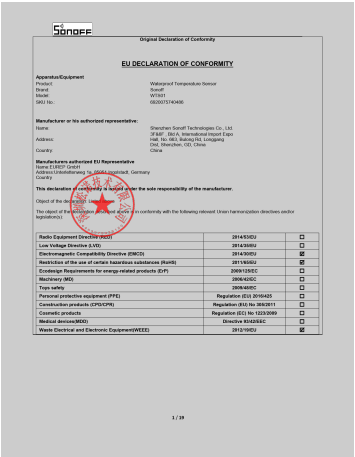 SONOFF
Original Declaration of Conformity
EU DECLARATION OF CONFORMITY
Apparatus/Equipment
Product: Waterproof Temperature Sensor
Brand: Sonoff
Model: WTS01
SKU No.: 6920075740486
Manufacturer or his authorized representative:
Name: Shenzhen Sonoff Technologies Co., Ltd.
3F&6F , Bld A, International Import Expo
Address: Hall, No. 663, Bulong Rd, Longgang
Dist, Shenzhen, GD, China
Country: China
Manufacturers authorized EU Representative
Name:EUREP GmbH
Address:Unterlettenweg 1a, 85051 Ingolstadt, Germany
Country
This declaration of conformity is issued under the sole responsibility of the manufacturer.
Object of the declaration:
The object of the declaration described above is in conformity with the following relevant Union harmonization directives and/or
legislation(s):
Radio Equipment Directive (RED) 2014/53/EU ☐
Low Voltage Directive (LVD) 2014/35/EU ☐
Electromagnetic Compatibility Directive (EMCD) 2014/30/EU ☑
Restriction of the use of certain hazardous substances (RoHS) 2011/65/EU ☑
Ecodesign Requirements for energy-related products (ErP) 2009/125/EC ☐
Machinery (MD) 2006/42/EC ☐
Toys safety 2009/48/EC ☐
Personal protective equipment (PPE) Regulation (EU) 2016/425 ☐
Construction products (CPD/CPR) Regulation (EU) No 305/2011 ☐
Cosmetic products Regulation (EC) No 1223/2009 ☐
Medical devices(MDD) Directive 93/42/EEC ☐
Waste Electrical and Electronic Equipment(WEEE) 2012/19/EU ☑
1 / 19